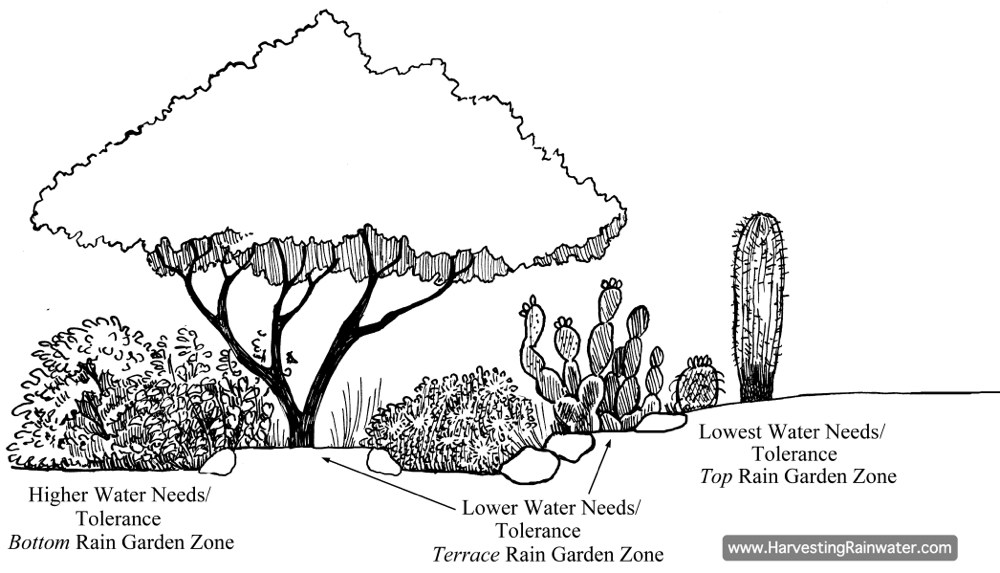 Higher Water Needs/
Tolerance
Bottom Rain Garden Zone
Lower Water Needs/
Tolerance
Terrace Rain Garden Zone
Lowest Water Needs/
Tolerance
Top Rain Garden Zone
www.HarvestingRainwater.com